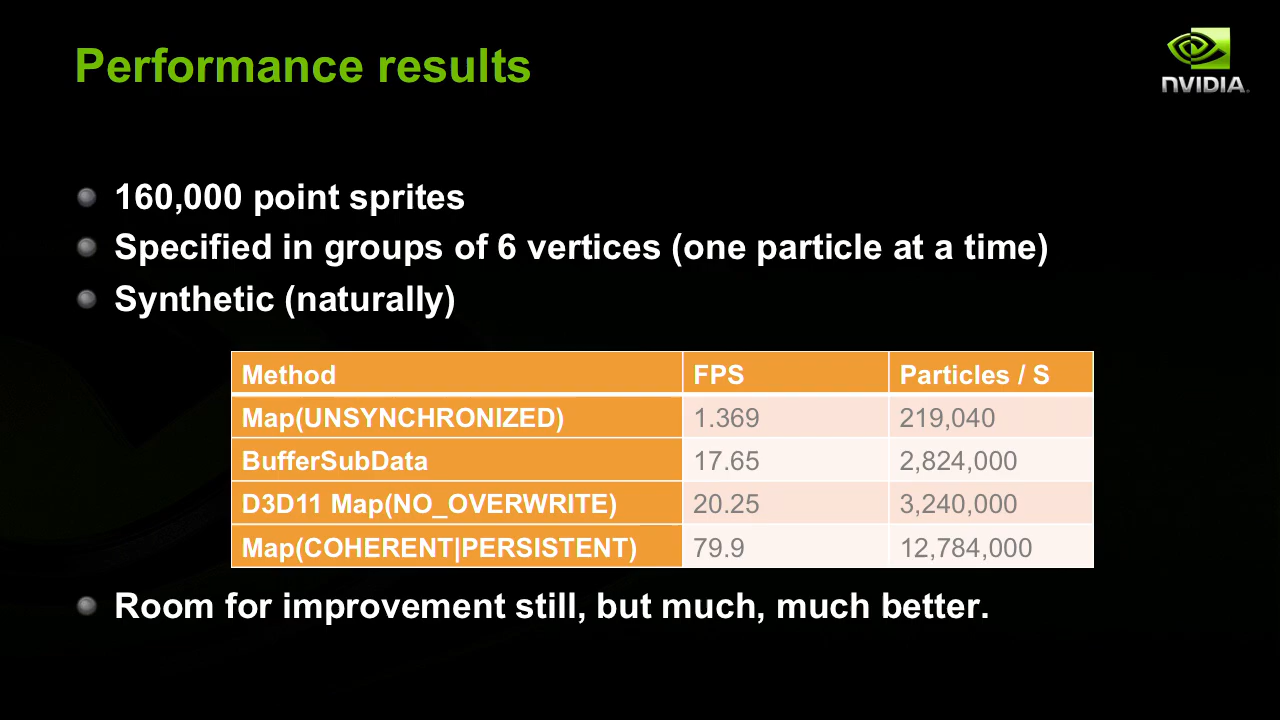 Performance results
NVIDIA
160,000 point sprites
Specified in groups of 6 vertices (one particle at a time)
Synthetic (naturally)
Method FPS Particles / S
Map(UNSYNCHRONIZED) 1.369 219,040
BufferSubData 17.65 2,824,000
D3D11 Map(NO_OVERWRITE) 20.25 3,240,000
Map(COHERENT|PERSISTENT) 79.9 12,784,000
Room for improvement still, but much, much better.